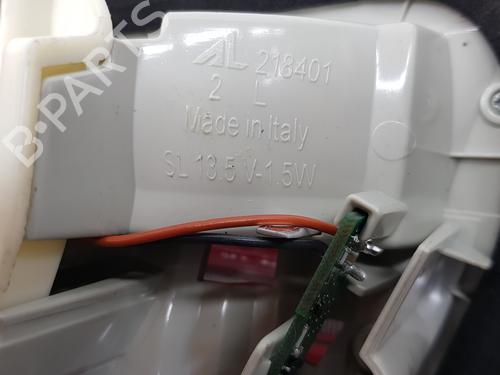 AL 218401
2 L
Made in Italy
SL 13.5 V-1.5W
B-PARTS